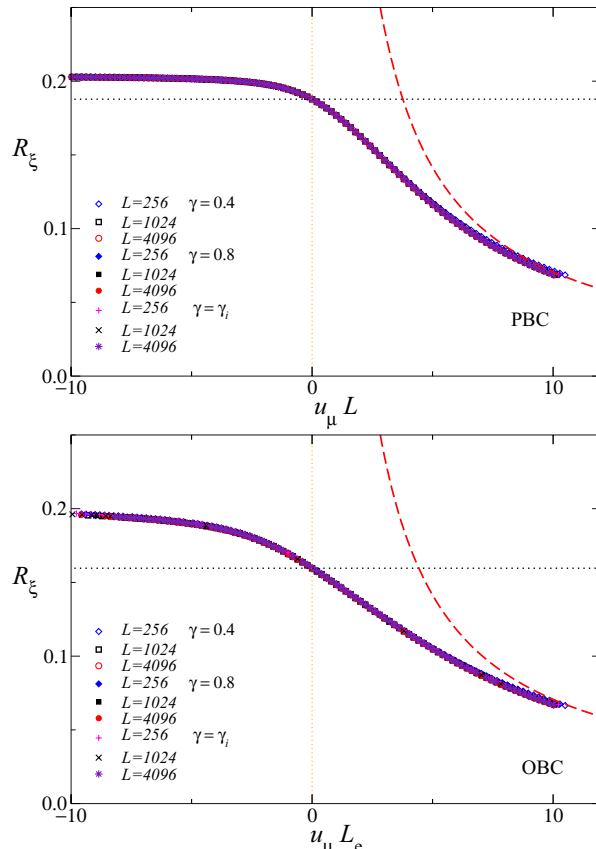 0.2
R_ξ
L=256 γ = 0.4
L=1024
0.1
L=4096
L=256 γ = 0.8
L=1024
L=4096
L=256 γ = γ_i
L=1024
PBC
L=4096
0.0
-10 0 10
u_μ L
0.2
R_ξ
L=256 γ = 0.4
L=1024
0.1
L=4096
L=256 γ = 0.8
L=1024
L=4096
L=256 γ = γ_i
L=1024
OBC
L=4096
0.0
-10 0 10
u_μ L_e